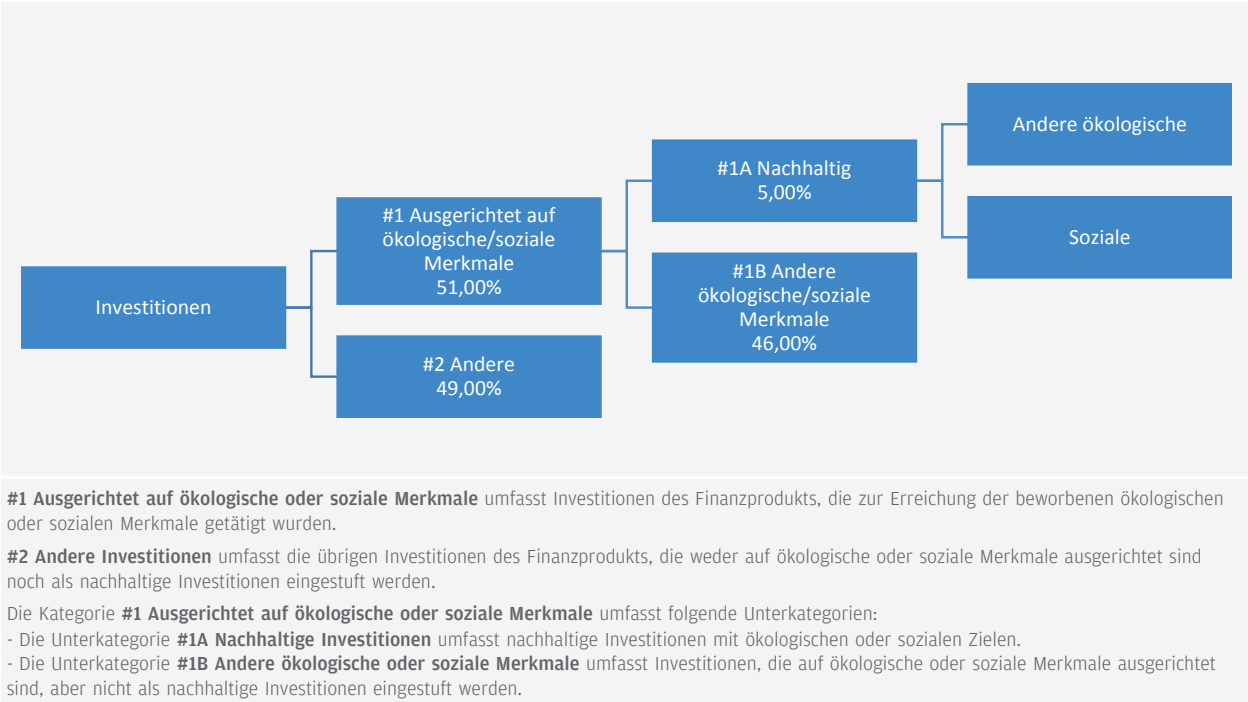 Investitionen
#1 Ausgerichtet auf
ökologische/soziale
Merkmale
51,00%
#2 Andere
49,00%
#1A Nachhaltig
5,00%
#1B Andere
ökologische/soziale
Merkmale
46,00%
Andere ökologische
Soziale
#1 Ausgerichtet auf ökologische oder soziale Merkmale umfasst Investitionen des Finanzprodukts, die zur Erreichung der beworbenen ökologischen
oder sozialen Merkmale getätigt wurden.
#2 Andere Investitionen umfasst die übrigen Investitionen des Finanzprodukts, die weder auf ökologische oder soziale Merkmale ausgerichtet sind
noch als nachhaltige Investitionen eingestuft werden.
Die Kategorie #1 Ausgerichtet auf ökologische oder soziale Merkmale umfasst folgende Unterkategorien:
- Die Unterkategorie #1A Nachhaltige Investitionen umfasst nachhaltige Investitionen mit ökologischen oder sozialen Zielen.
- Die Unterkategorie #1B Andere ökologische oder soziale Merkmale umfasst Investitionen, die auf ökologische oder soziale Merkmale ausgerichtet
sind, aber nicht als nachhaltige Investitionen eingestuft werden.